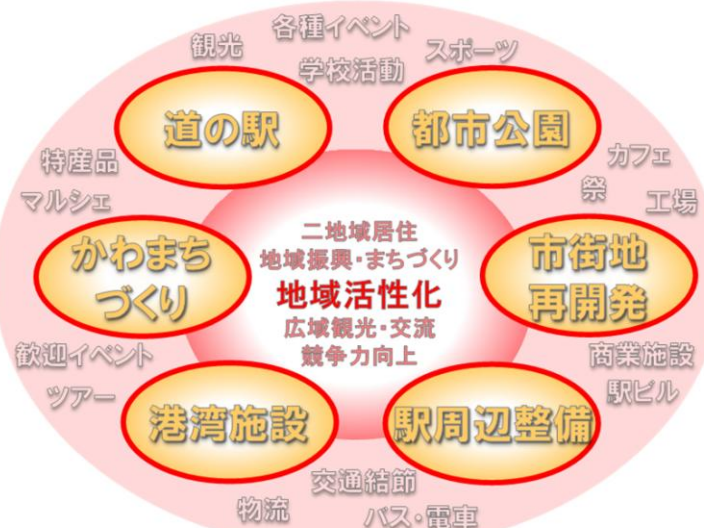 各種イベント
観光
スポーツ
学校活動
道の駅
都市公園
特産品
カフェ
マルシェ
祭
工場
かわまち
づくり
二地域居住
地域振興・まちづくり
地域活性化
広域観光・交流
競争力向上
市街地
再開発
歓迎イベント
ツアー
商業施設
駅ビル
港湾施設
駅周辺整備
交通結節
物流
バス・電車